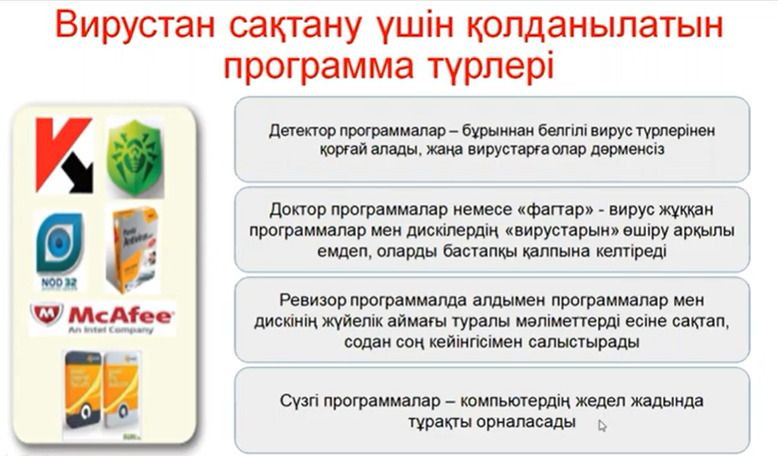 Вирустан сақтану үшін қолданылатын
программа түрлері
Детектор программалар – бұрыннан белгілі вирус түрлерінен
қорғай алады, жаңа вирустарға олар дәрменсіз
Доктор программалар немесе «фагтар» - вирус жұққан
программалар мен дискілердің «вирустарын» өшіру арқылы
емдеп, оларды бастапқы қалпына келтіреді
Ревизор программалда алдымен программалар мен
дискінің жүйелік аймағы туралы мәліметтерді есіне сақтап,
содан соң кейінгісімен салыстырады
Сүзгі программалар – компьютердің жедел жадында
тұрақты орналасады
NOD 32
Antivirus
McAfee
An Intel Company